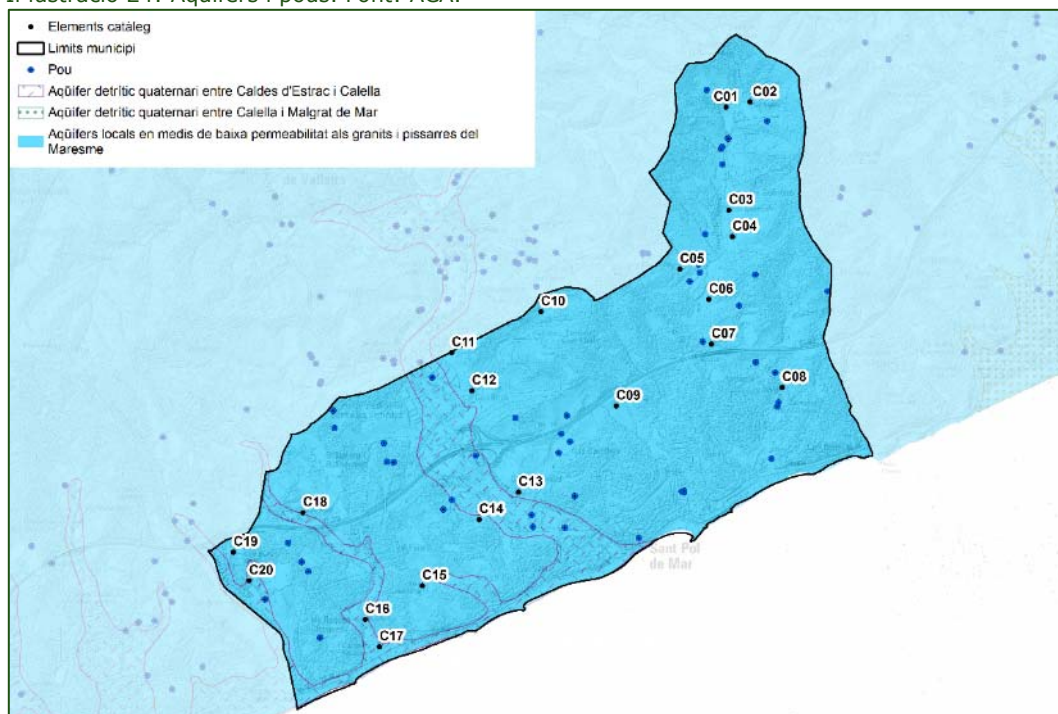 Il·lustració 24: Aqüífers i pous. Font: ACA.
Elements catàleg
Límits municipi
Pou
Aqüífer detrític quaternari entre Caldes d'Estrac i Calella
Aqüífer detrític quaternari entre Calella i Malgrat de Mar
Aqüífers locals en medis de baixa permeabilitat als granits i pissarres del
Maresme
C01
C02
C03
C04
C05
C06
C07
C08
C09
C10
C11
C12
C13
C14
C15
C16
C17
C18
C19
C20
Sant Pol
de Mar